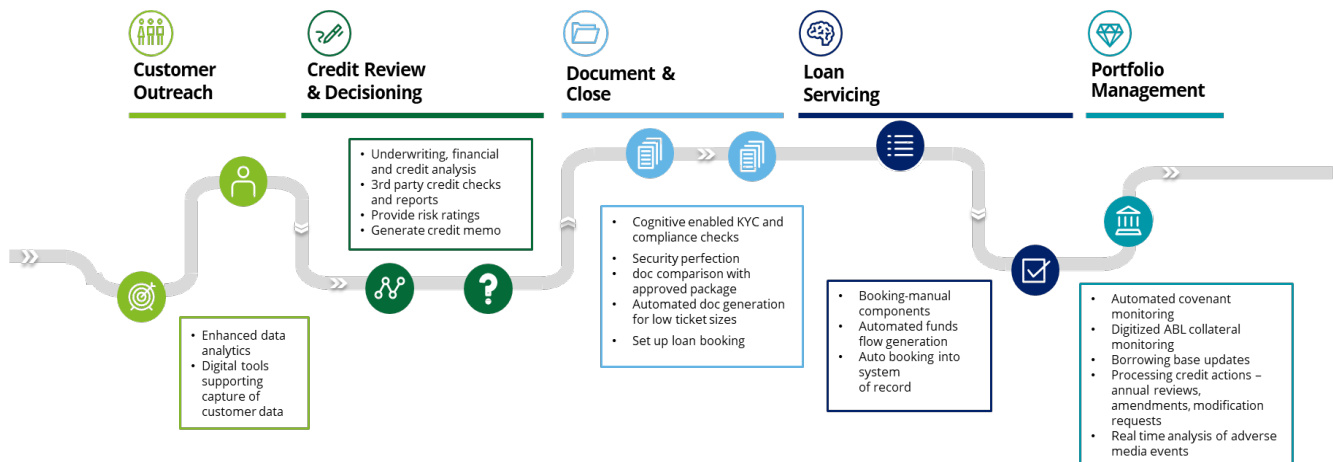 Customer
Outreach
Credit Review
& Decisioning
Document &
Close
Loan
Servicing
Portfolio
Management
• Enhanced data
analytics
• Digital tools
supporting
capture of
customer data
• Underwriting, financial
and credit analysis
• 3rd party credit checks
and reports
• Provide risk ratings
• Generate credit memo
?
• Cognitive enabled KYC and
compliance checks
• Security perfection
• doc comparison with
approved package
• Automated doc generation
for low ticket sizes
• Set up loan booking
• Booking-manual
components
• Automated funds
flow generation
• Auto booking into
system
of record
• Automated covenant
monitoring
• Digitized ABL collateral
monitoring
• Borrowing base updates
• Processing credit actions –
annual reviews,
amendments, modification
requests
• Real time analysis of adverse
media events